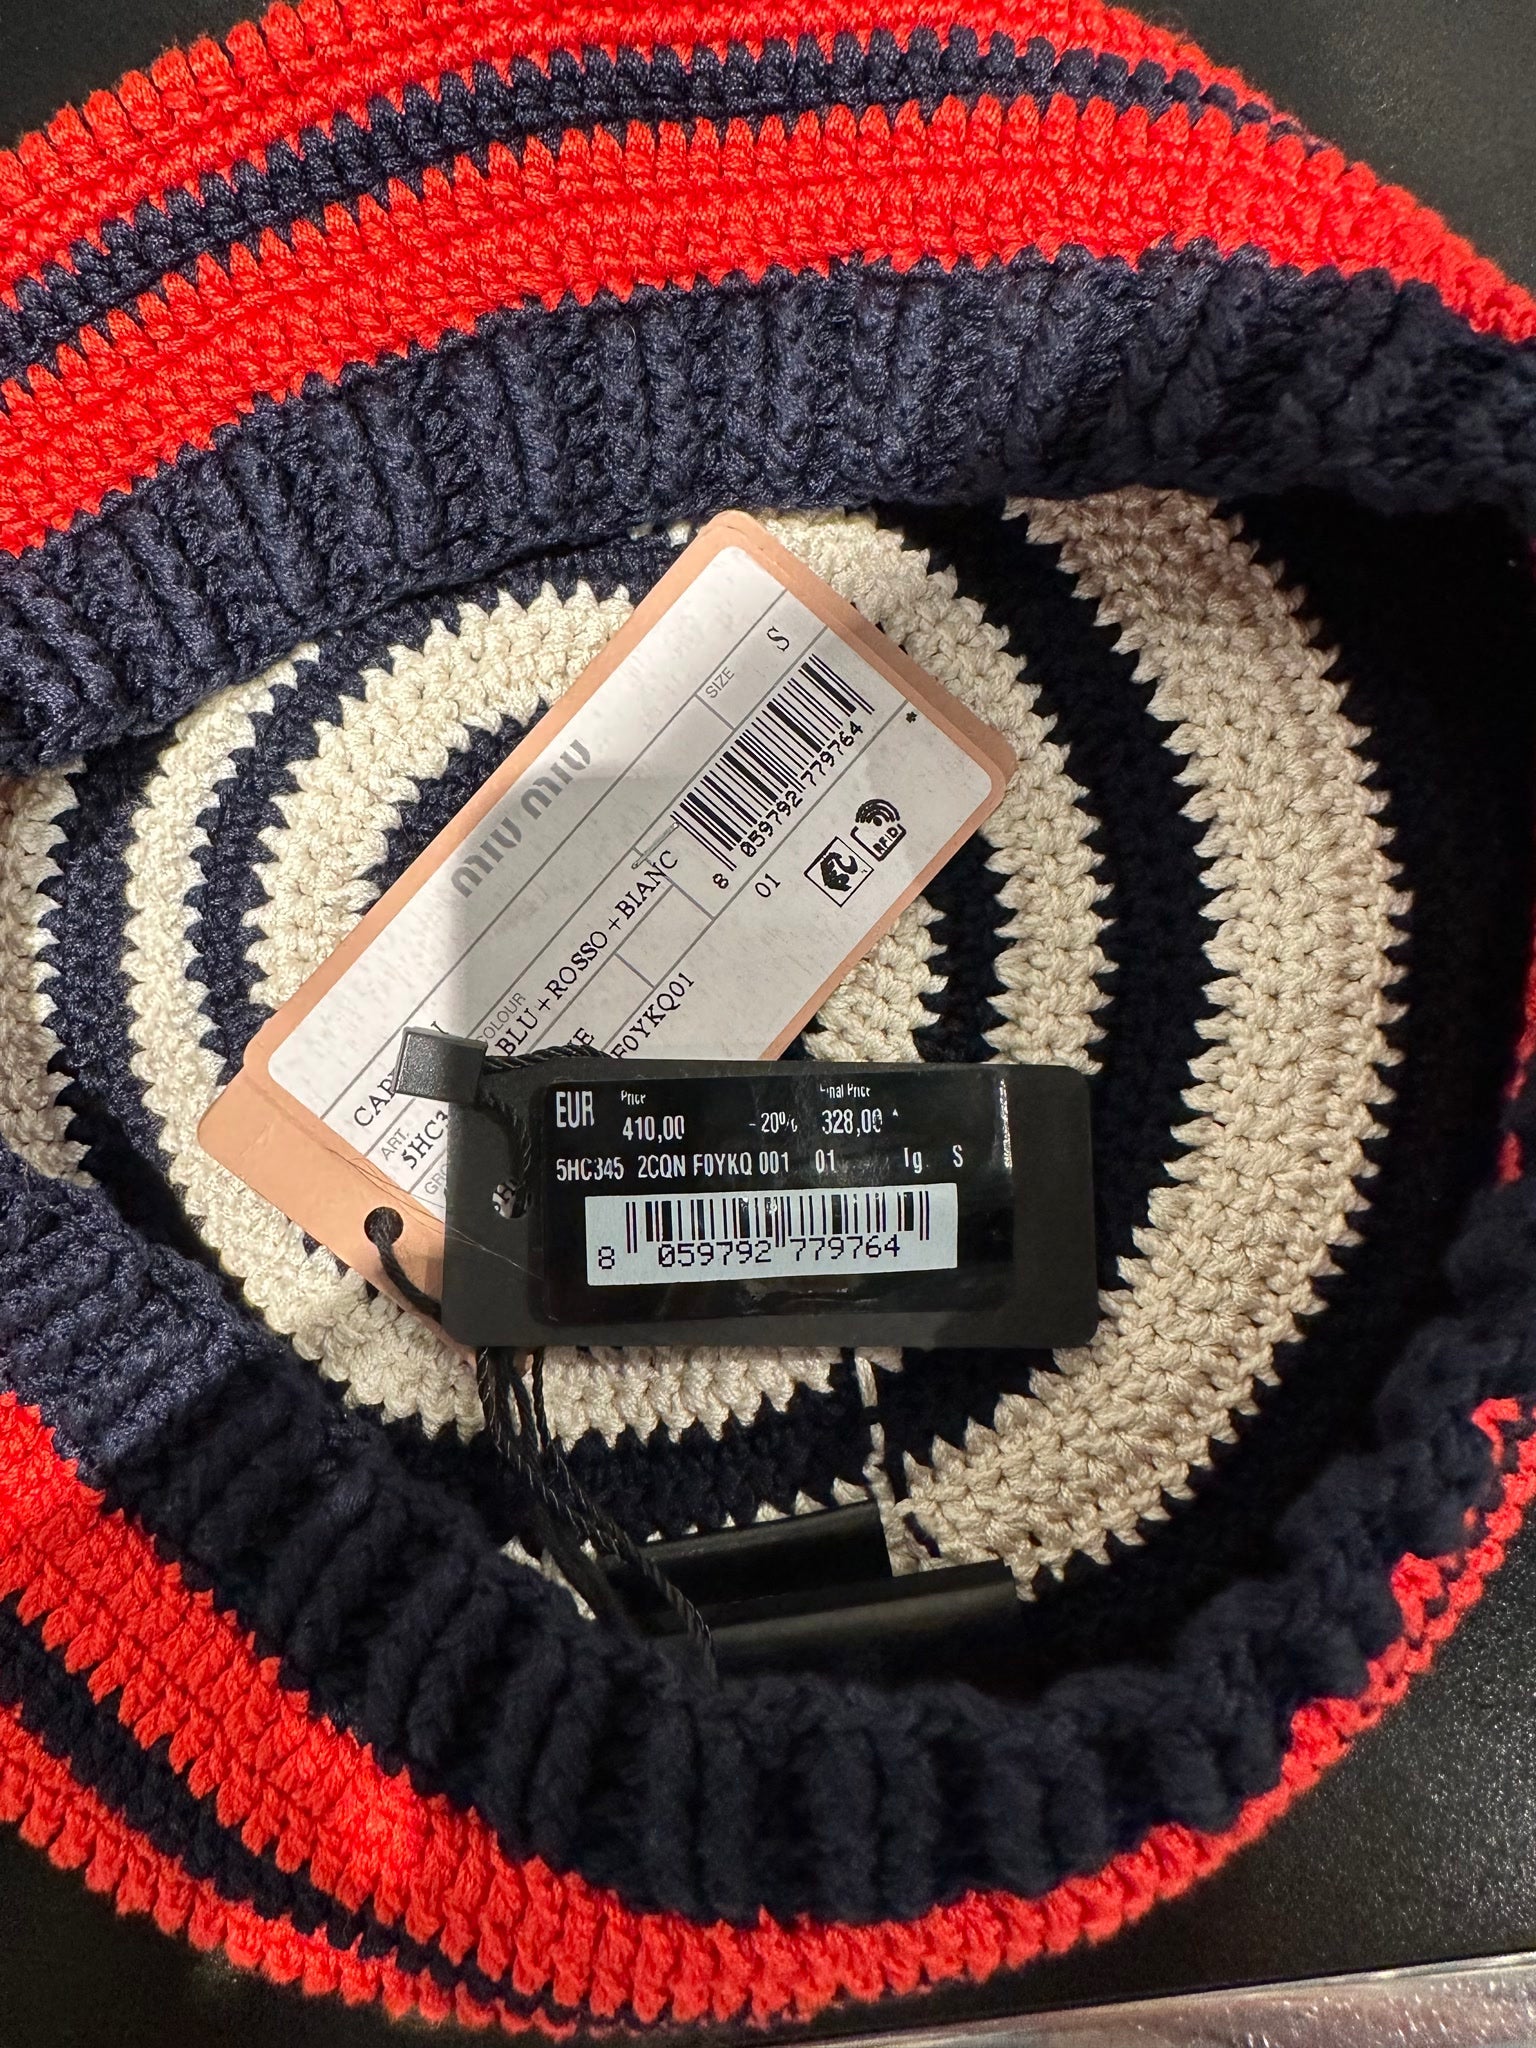 miu miu
SIZE
S
COLOUR
BLU+ROSSO+BIANC
ART.
5HC3
F0YKQ01
01
8 059792 779764
RFID
EUR
Price
410,00
-20%
Final Price
328,00
5HC345 2CQN F0YKQ 001 01 Tg. S
8 059792 779764